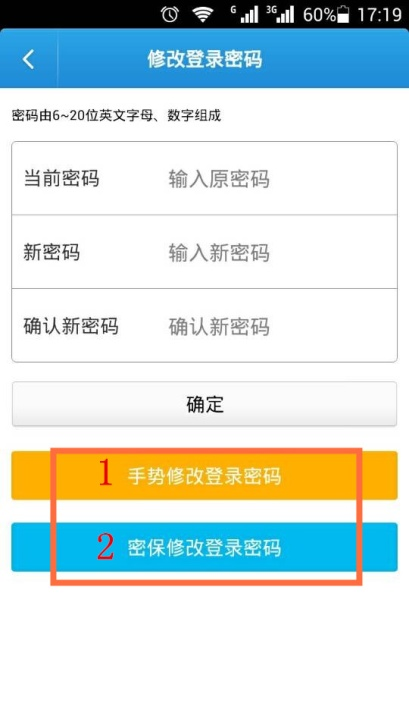 G 3G 60% 17:19
修改登录密码
密码由6~20位英文字母、数字组成
当前密码 输入原密码
新密码 输入新密码
确认新密码 确认新密码
确定
1 手势修改登录密码
2 密保修改登录密码